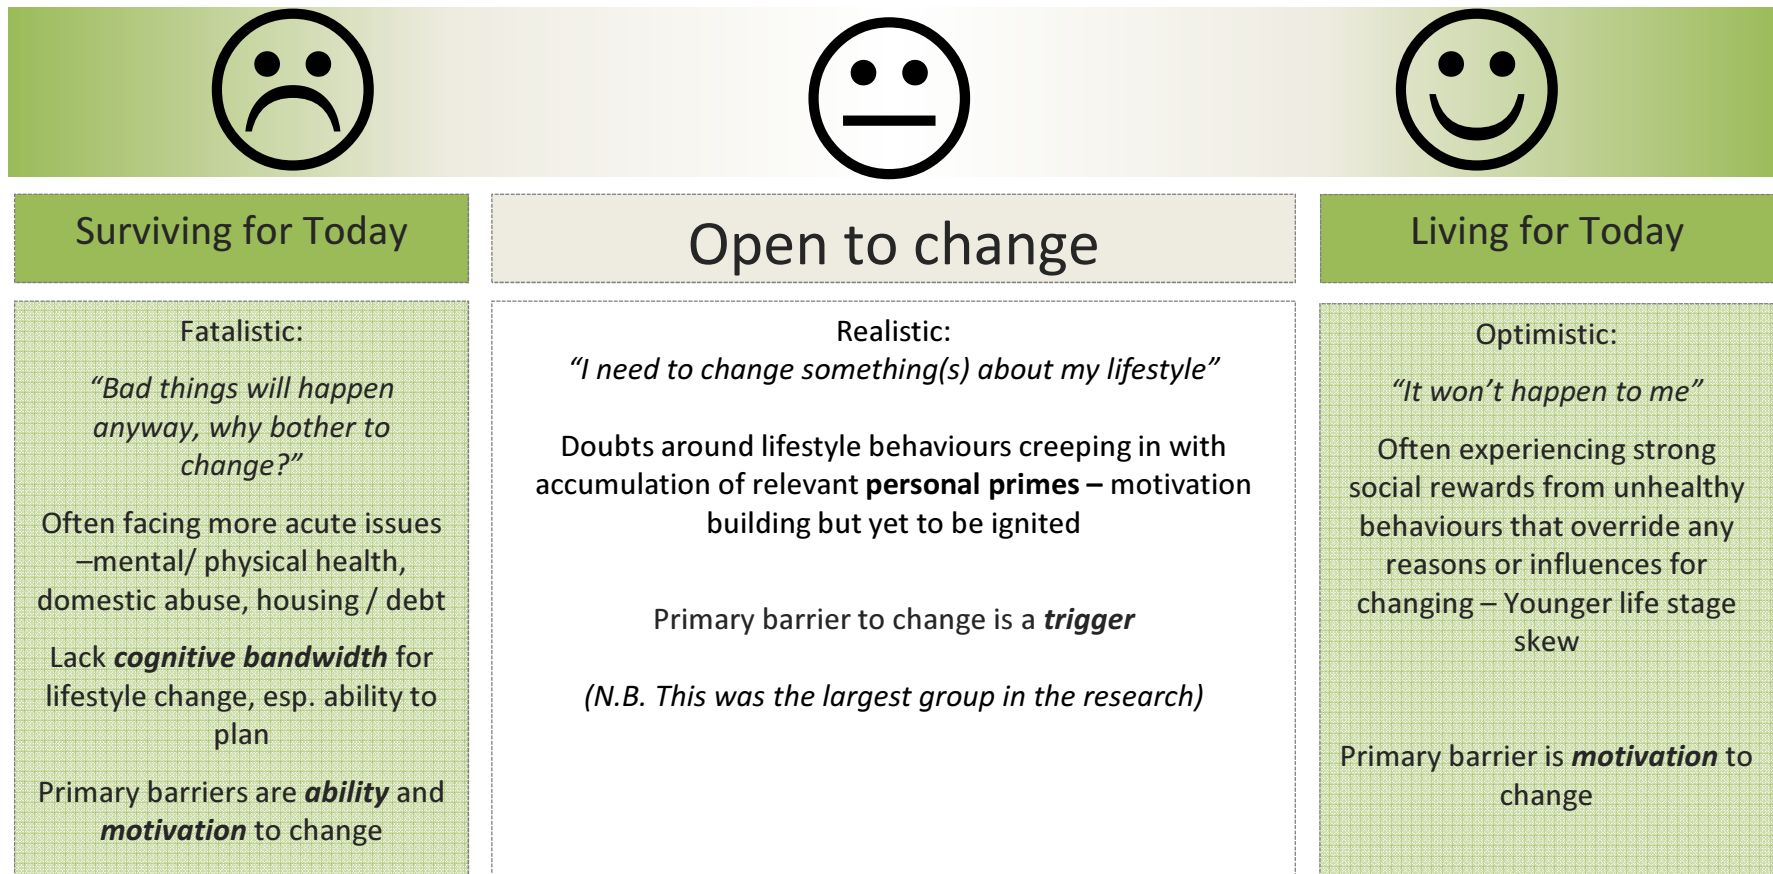 Surviving for Today
Fatalistic:
“Bad things will happen
anyway, why bother to
change?”
Often facing more acute issues
–mental/ physical health,
domestic abuse, housing / debt
Lack cognitive bandwidth for
lifestyle change, esp. ability to
plan
Primary barriers are ability and
motivation to change
Open to change
Realistic:
“I need to change something(s) about my lifestyle”
Doubts around lifestyle behaviours creeping in with
accumulation of relevant personal primes – motivation
building but yet to be ignited
Primary barrier to change is a trigger
(N.B. This was the largest group in the research)
Living for Today
Optimistic:
“It won’t happen to me”
Often experiencing strong
social rewards from unhealthy
behaviours that override any
reasons or influences for
changing – Younger life stage
skew
Primary barrier is motivation to
change